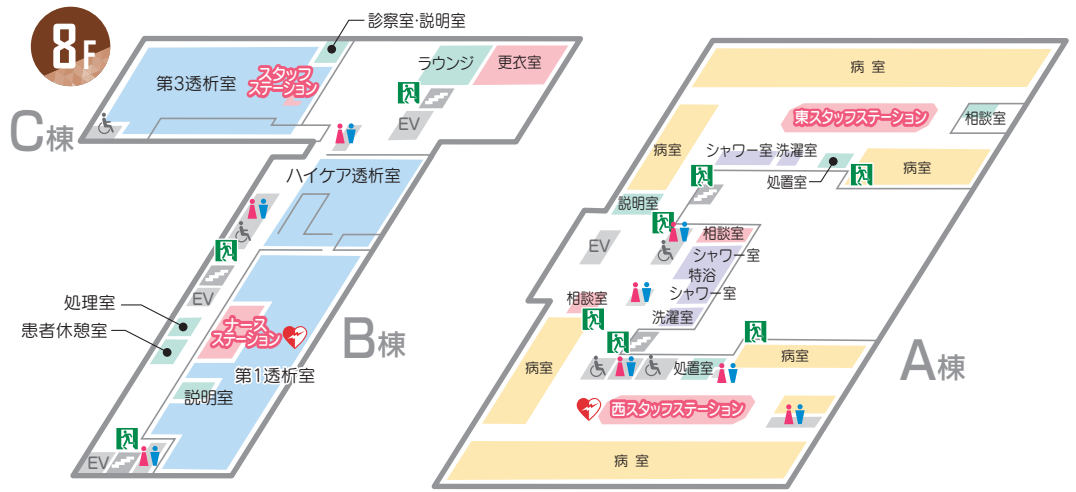 8F
診察室・説明室
第3透析室
スタッフ
ステーション
ラウンジ
更衣室
EV
C棟
ハイケア透析室
EV
処理室
患者休憩室
ナース
ステーション
第1透析室
説明室
EV
B棟
病室
東スタッフステーション
相談室
病室
シャワー室
洗濯室
処置室
病室
説明室
EV
相談室
シャワー室
特浴
シャワー室
洗濯室
相談室
病室
処置室
病室
西スタッフステーション
病室
A棟